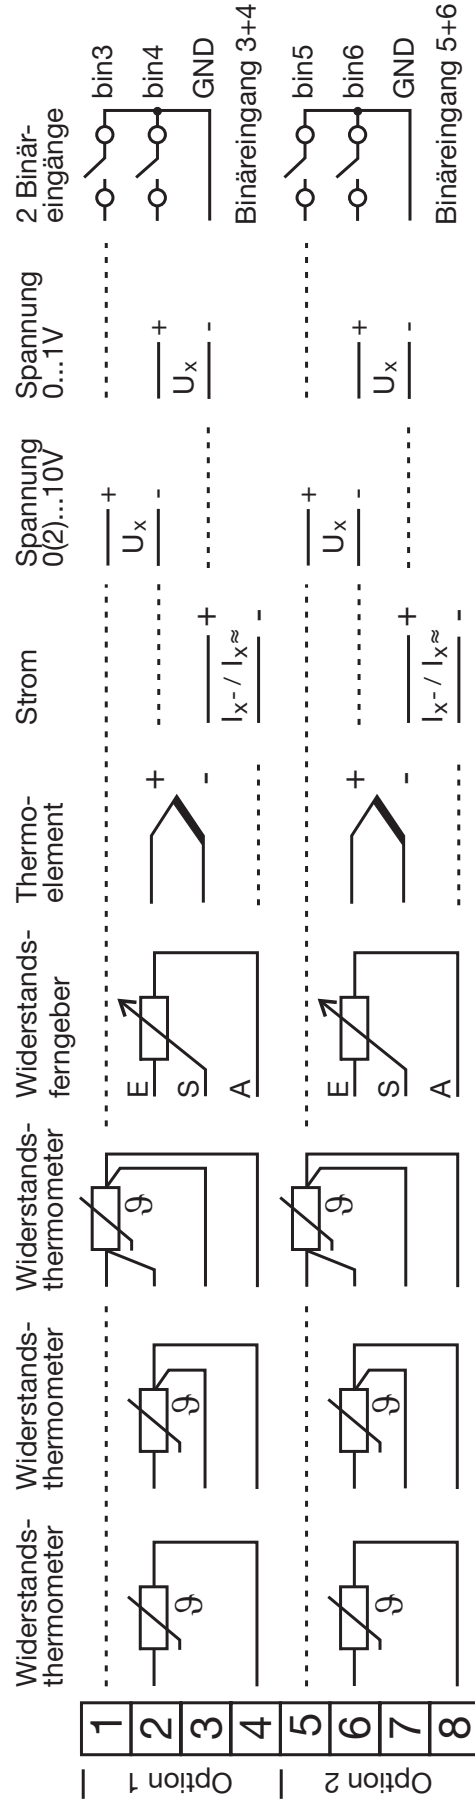 Widerstands-
thermometer
Widerstands-
thermometer
Widerstands-
thermometer
Widerstands-
ferngeber
Thermo-
element
Strom
Spannung
0(2)...10V
Spannung
0...1V
2 Binär-
eingänge
Option 1
1
2
3
4
ϑ
ϑ
ϑ
E
S
A
+
-
+
Ix- / Ix≈
-
+
Ux
-
+
Ux
-
bin3
bin4
GND
Binäreingang 3+4
Option 2
5
6
7
8
ϑ
ϑ
ϑ
E
S
A
+
-
+
Ix- / Ix≈
-
+
Ux
-
+
Ux
-
bin5
bin6
GND
Binäreingang 5+6